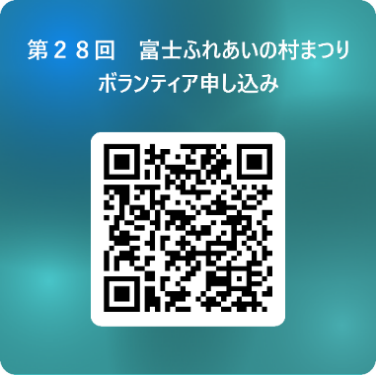 第２８回　富士ふれあいの村まつり
ボランティア申し込み